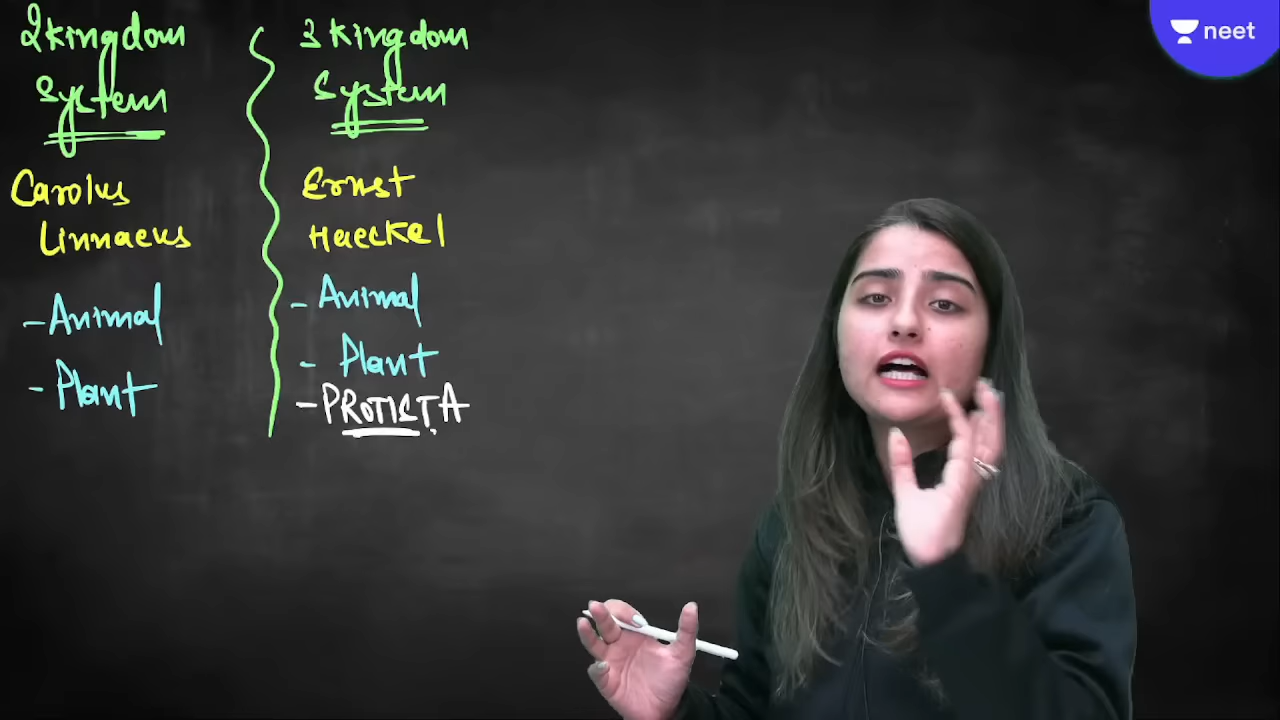 2kingdom
System
Carolus
Linnaeus
- Animal
- Plant
3 kingdom
System
Ernst
Haeckel
- Animal
- Plant
- PROTISTA
neet